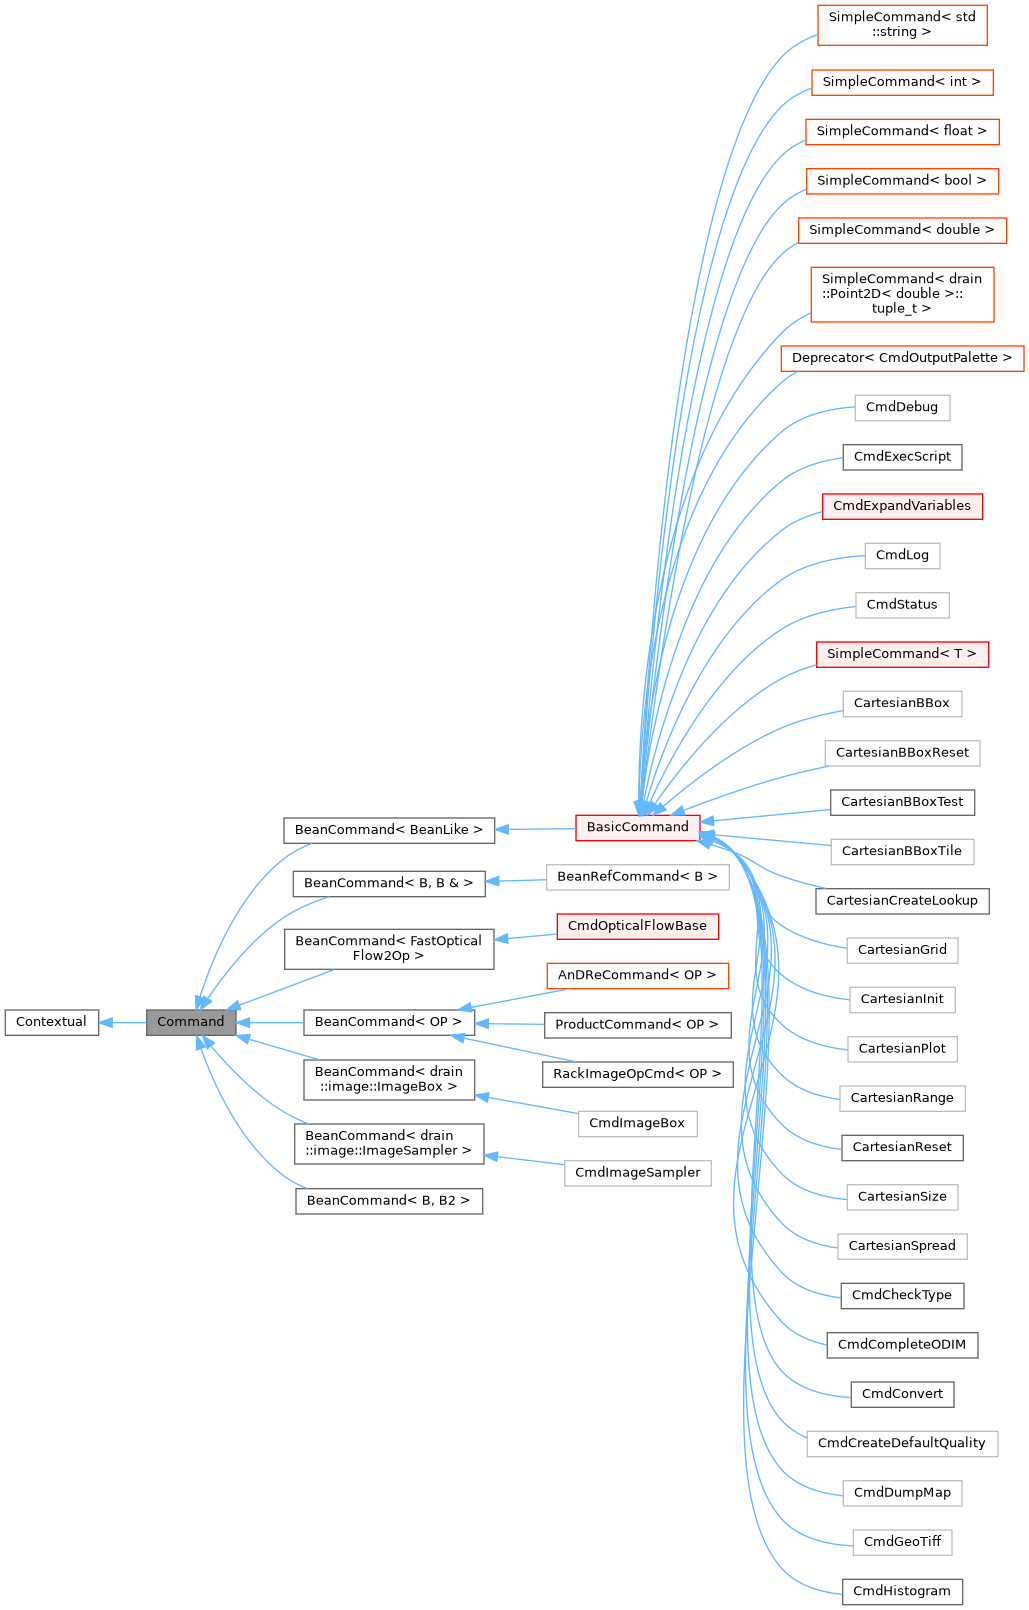 Contextual
Command
BeanCommand< BeanLike >
BeanCommand< B, B & >
BeanCommand< FastOptical
Flow2Op >
BeanCommand< OP >
BeanCommand< drain
::image::ImageBox >
BeanCommand< drain
::image::ImageSampler >
BeanCommand< B, B2 >
BasicCommand
BeanRefCommand< B >
CmdOpticalFlowBase
AnDReCommand< OP >
ProductCommand< OP >
RackImageOpCmd< OP >
CmdImageBox
CmdImageSampler
SimpleCommand< std
::string >
SimpleCommand< int >
SimpleCommand< float >
SimpleCommand< bool >
SimpleCommand< double >
SimpleCommand< drain
::Point2D< double >::
tuple_t >
Deprecator< CmdOutputPalette >
CmdDebug
CmdExecScript
CmdExpandVariables
CmdLog
CmdStatus
SimpleCommand< T >
CartesianBBox
CartesianBBoxReset
CartesianBBoxTest
CartesianBBoxTile
CartesianCreateLookup
CartesianGrid
CartesianInit
CartesianPlot
CartesianRange
CartesianReset
CartesianSize
CartesianSpread
CmdCheckType
CmdCompleteODIM
CmdConvert
CmdCreateDefaultQuality
CmdDumpMap
CmdGeoTiff
CmdHistogram